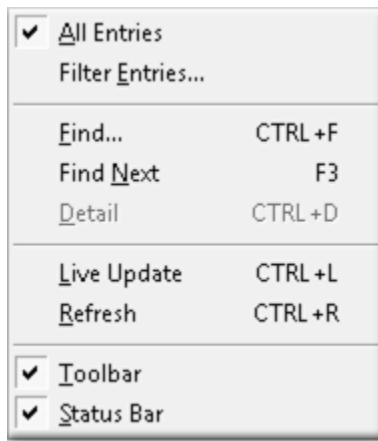 All Entries
Filter Entries...
Find... CTRL+F
Find Next F3
Detail CTRL+D
Live Update CTRL+L
Refresh CTRL+R
Toolbar
Status Bar